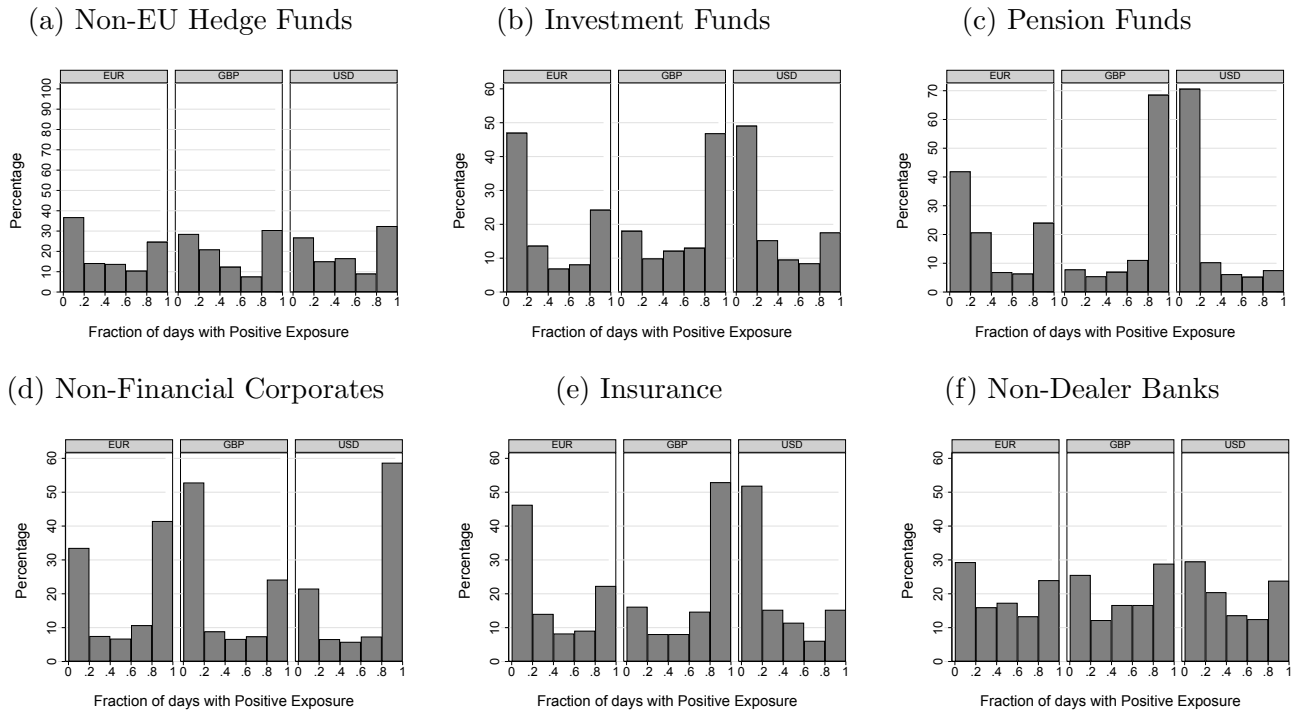 (a) Non-EU Hedge Funds
(b) Investment Funds
(c) Pension Funds
EUR GBP USD
Percentage
0 10 20 30 40 50 60 70 80 90 100
0 .2 .4 .6 .8 1 0 .2 .4 .6 .8 1 0 .2 .4 .6 .8 1
Fraction of days with Positive Exposure
EUR GBP USD
Percentage
0 10 20 30 40 50 60
0 .2 .4 .6 .8 1 0 .2 .4 .6 .8 1 0 .2 .4 .6 .8 1
Fraction of days with Positive Exposure
EUR GBP USD
Percentage
0 10 20 30 40 50 60 70
0 .2 .4 .6 .8 1 0 .2 .4 .6 .8 1 0 .2 .4 .6 .8 1
Fraction of days with Positive Exposure
(d) Non-Financial Corporates
(e) Insurance
(f) Non-Dealer Banks
EUR GBP USD
Percentage
0 10 20 30 40 50 60
0 .2 .4 .6 .8 1 0 .2 .4 .6 .8 1 0 .2 .4 .6 .8 1
Fraction of days with Positive Exposure
EUR GBP USD
Percentage
0 10 20 30 40 50 60
0 .2 .4 .6 .8 1 0 .2 .4 .6 .8 1 0 .2 .4 .6 .8 1
Fraction of days with Positive Exposure
EUR GBP USD
Percentage
0 10 20 30 40 50 60
0 .2 .4 .6 .8 1 0 .2 .4 .6 .8 1 0 .2 .4 .6 .8 1
Fraction of days with Positive Exposure